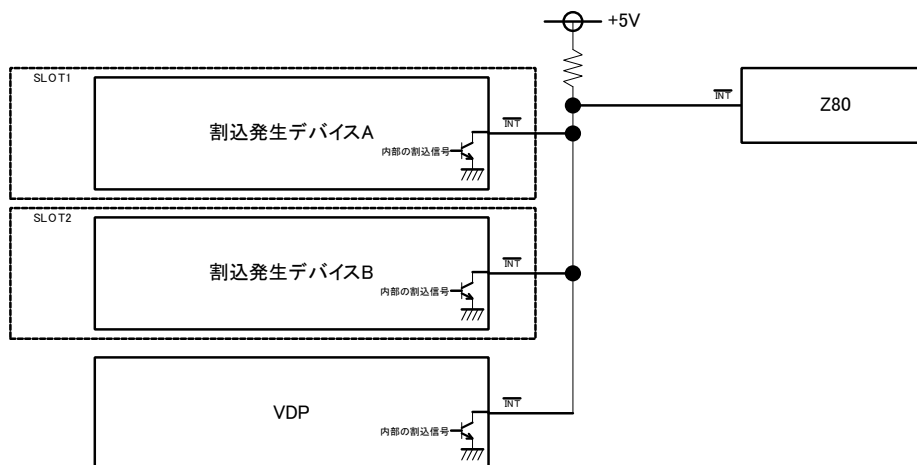 +5V
SLOT1
割込発生デバイスA
INT
内部の割込信号
INT
Z80
SLOT2
割込発生デバイスB
INT
内部の割込信号
VDP
INT
内部の割込信号